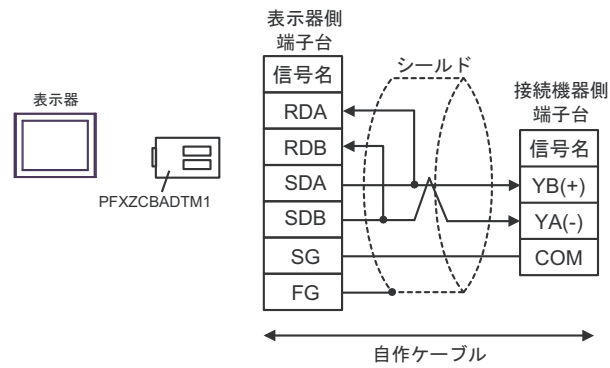 表示器
PFXZCBADTM1
表示器側
端子台
信号名
RDA
RDB
SDA
SDB
SG
FG
シールド
接続機器側
端子台
信号名
YB(+)
YA(-)
COM
自作ケーブル